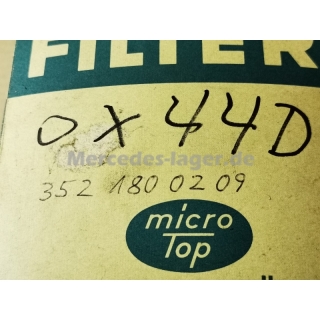 FILTER
OX 44D
Mercedes-lager.de
352 180 02 09
micro
Top